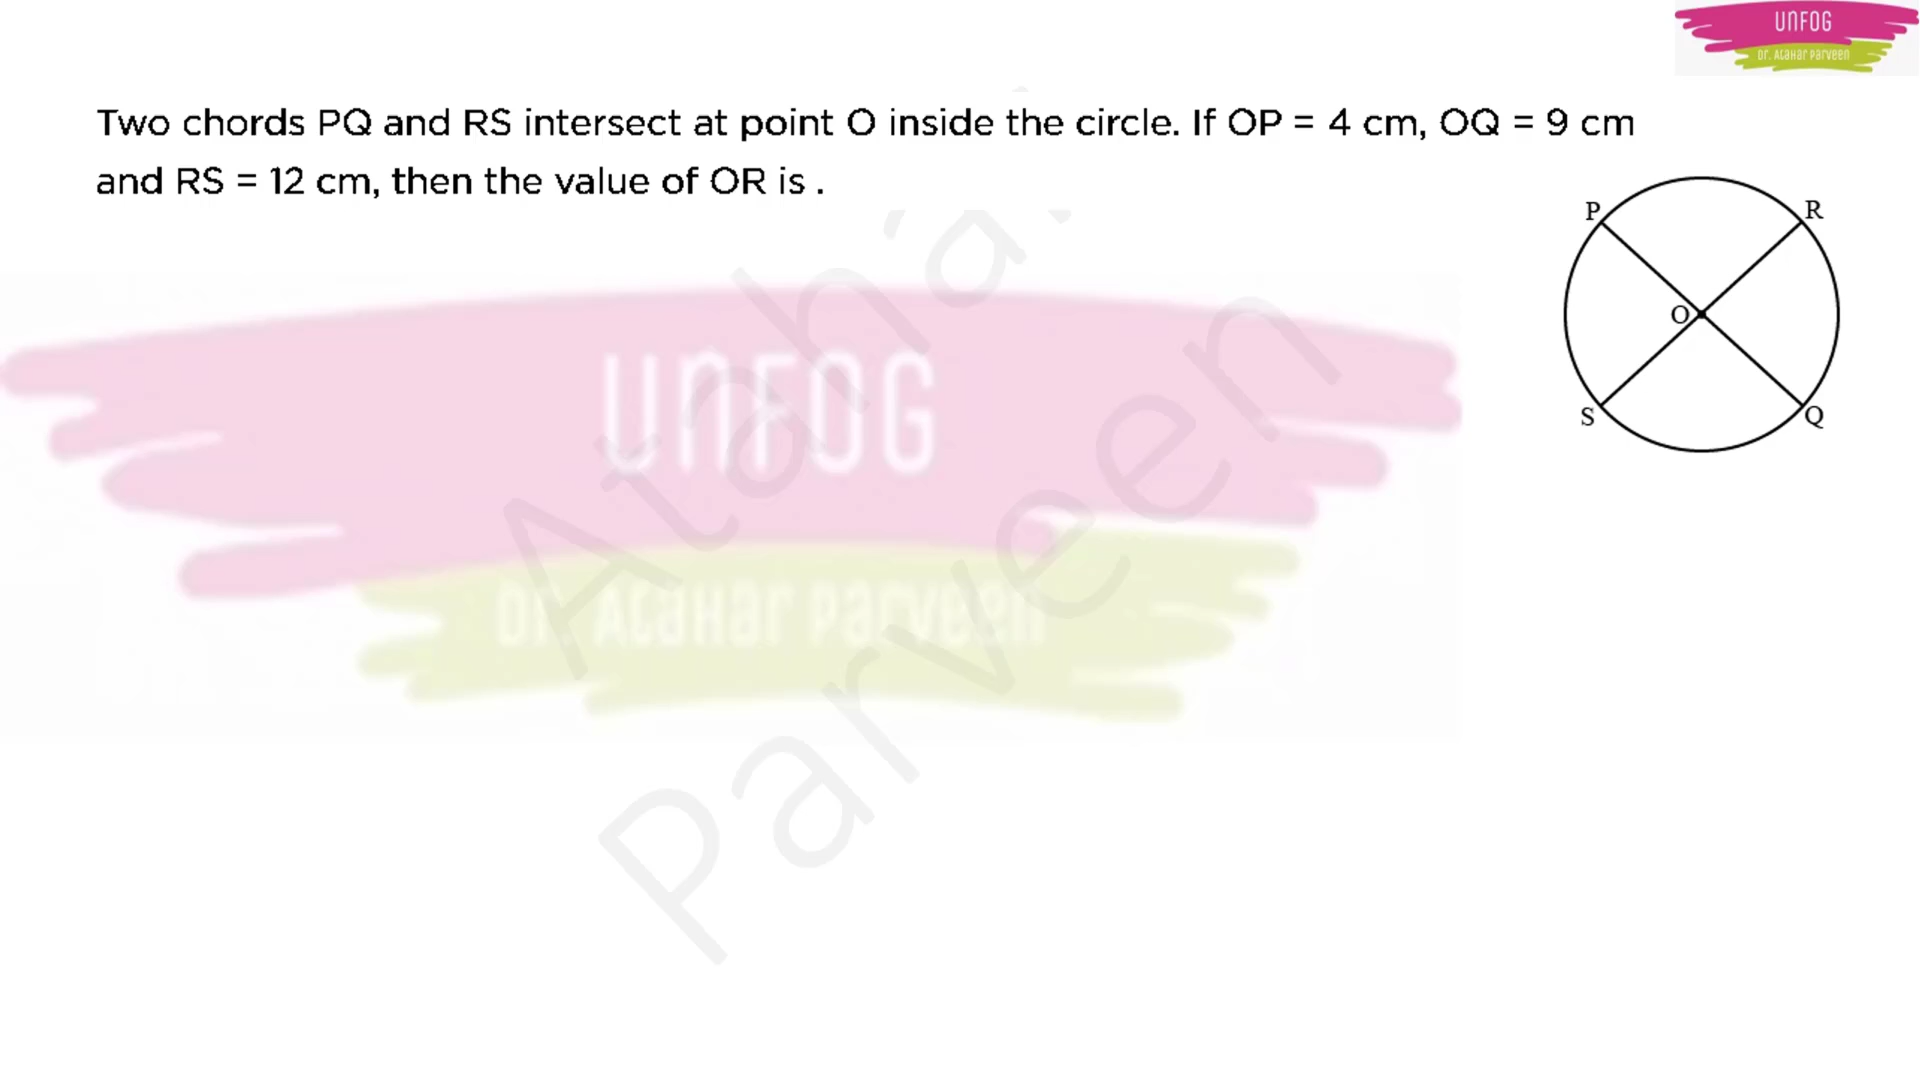 UNFOG
Dr. Atahar Parveen
Two chords PQ and RS intersect at point O inside the circle. If OP = 4 cm, OQ = 9 cm
and RS = 12 cm, then the value of OR is .
P
R
O
S
Q
UNFOG
Dr. Atahar Parveen
Atahar
Parveen